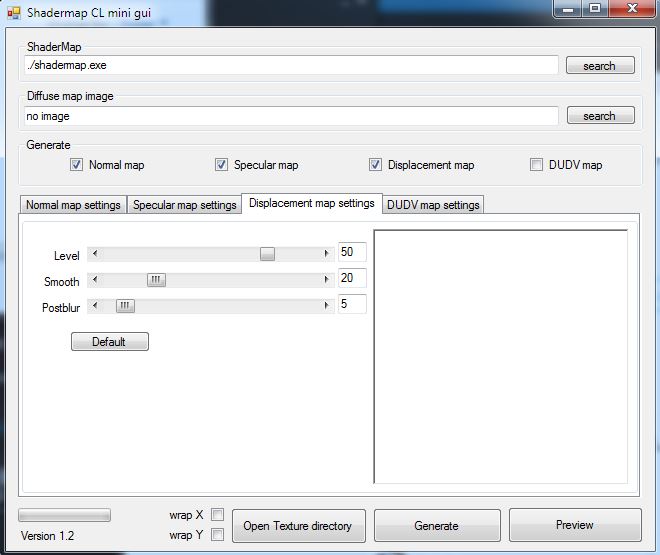 Shadermap CL mini gui
ShaderMap
./shadermap.exe
search
Diffuse map image
no image
search
Generate
Normal map
Specular map
Displacement map
DUDV map
Normal map settings
Specular map settings
Displacement map settings
DUDV map settings
Level
50
Smooth
20
Postblur
5
Default
wrap X
wrap Y
Version 1.2
Open Texture directory
Generate
Preview